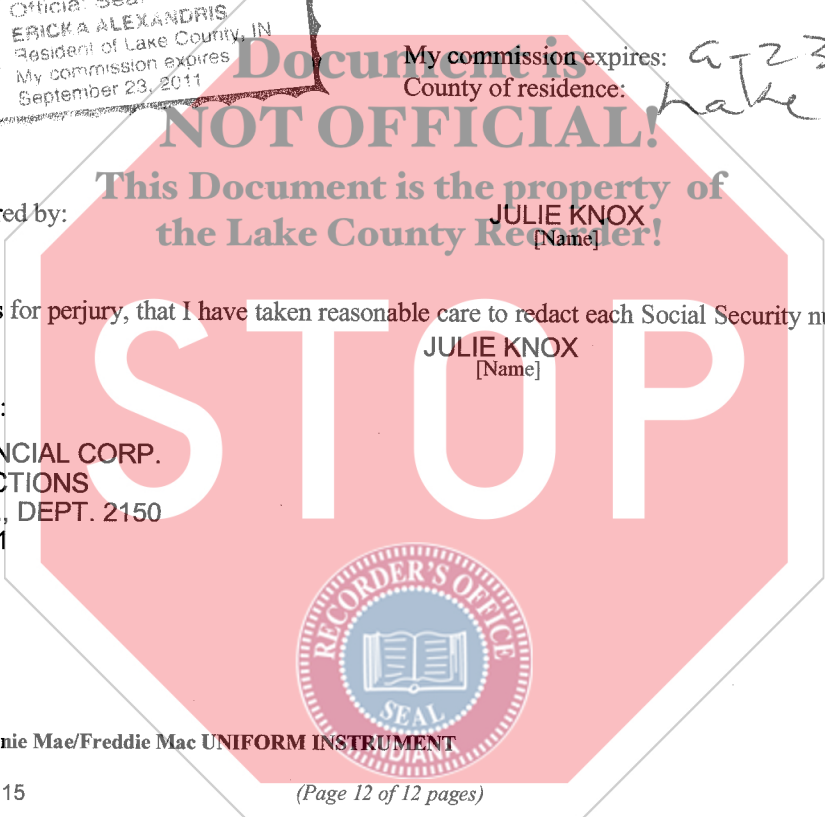 Official Seal
ERICKA ALEXANDRIS
Resident of Lake County, IN
My commission expires
September 23, 2011
My commission expires: 9-23
County of residence: Lake
Document is
NOT OFFICIAL!
This Document is the property of
the Lake County Recorder!
ed by:
JULIE KNOX
[Name]
s for perjury, that I have taken reasonable care to redact each Social Security nu
JULIE KNOX
[Name]
:
NCIAL CORP.
CTIONS
., DEPT. 2150
1
STOP
RECORDER'S OFFICE
SEAL
INDIANA
nie Mae/Freddie Mac UNIFORM INSTRUMENT
15
(Page 12 of 12 pages)